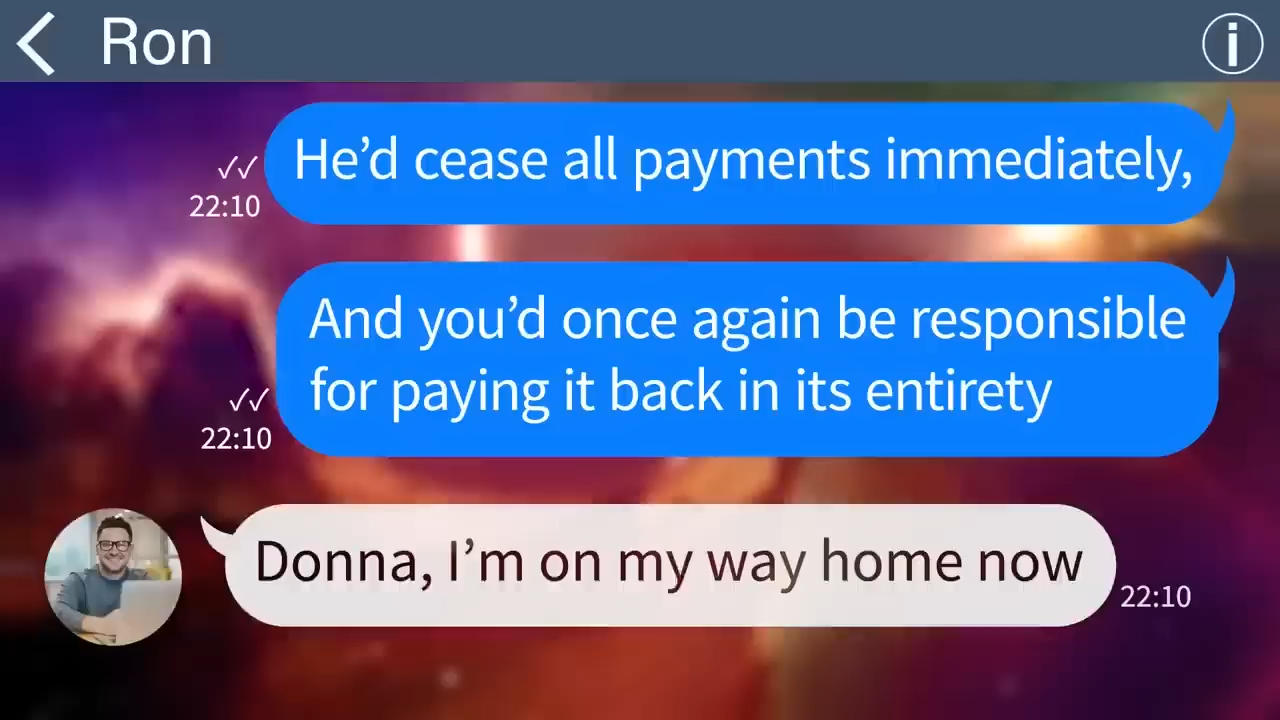 Ron
i
He’d cease all payments immediately,
22:10
And you’d once again be responsible
for paying it back in its entirety
22:10
Donna, I’m on my way home now
22:10